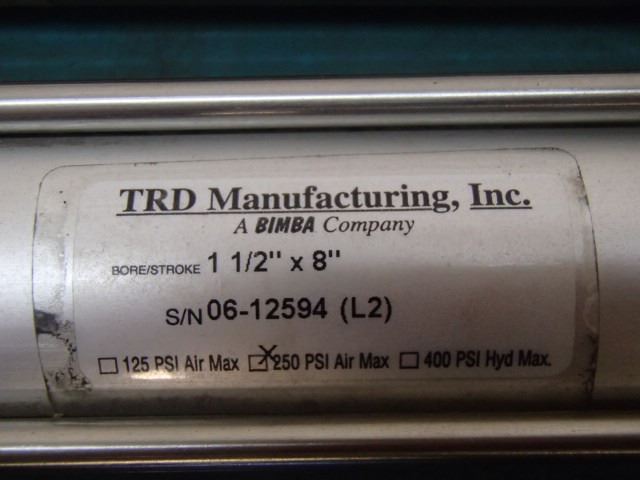 TRD Manufacturing, Inc.
A BIMBA Company
BORE/STROKE 1 1/2" x 8"
S/N 06-12594 (L2)
☐ 125 PSI Air Max ☒ 250 PSI Air Max ☐ 400 PSI Hyd Max.